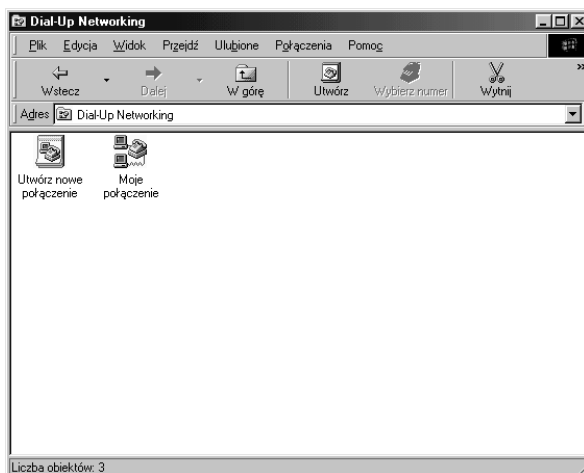 Dial-Up Networking
Plik Edycja Widok Przejdź Ulubione Połączenia Pomoc
Wstecz Dalej W górę Utwórz Wybierz numer Wytnij
Adres Dial-Up Networking
Utwórz nowe połączenie
Moje połączenie
Liczba obiektów: 3